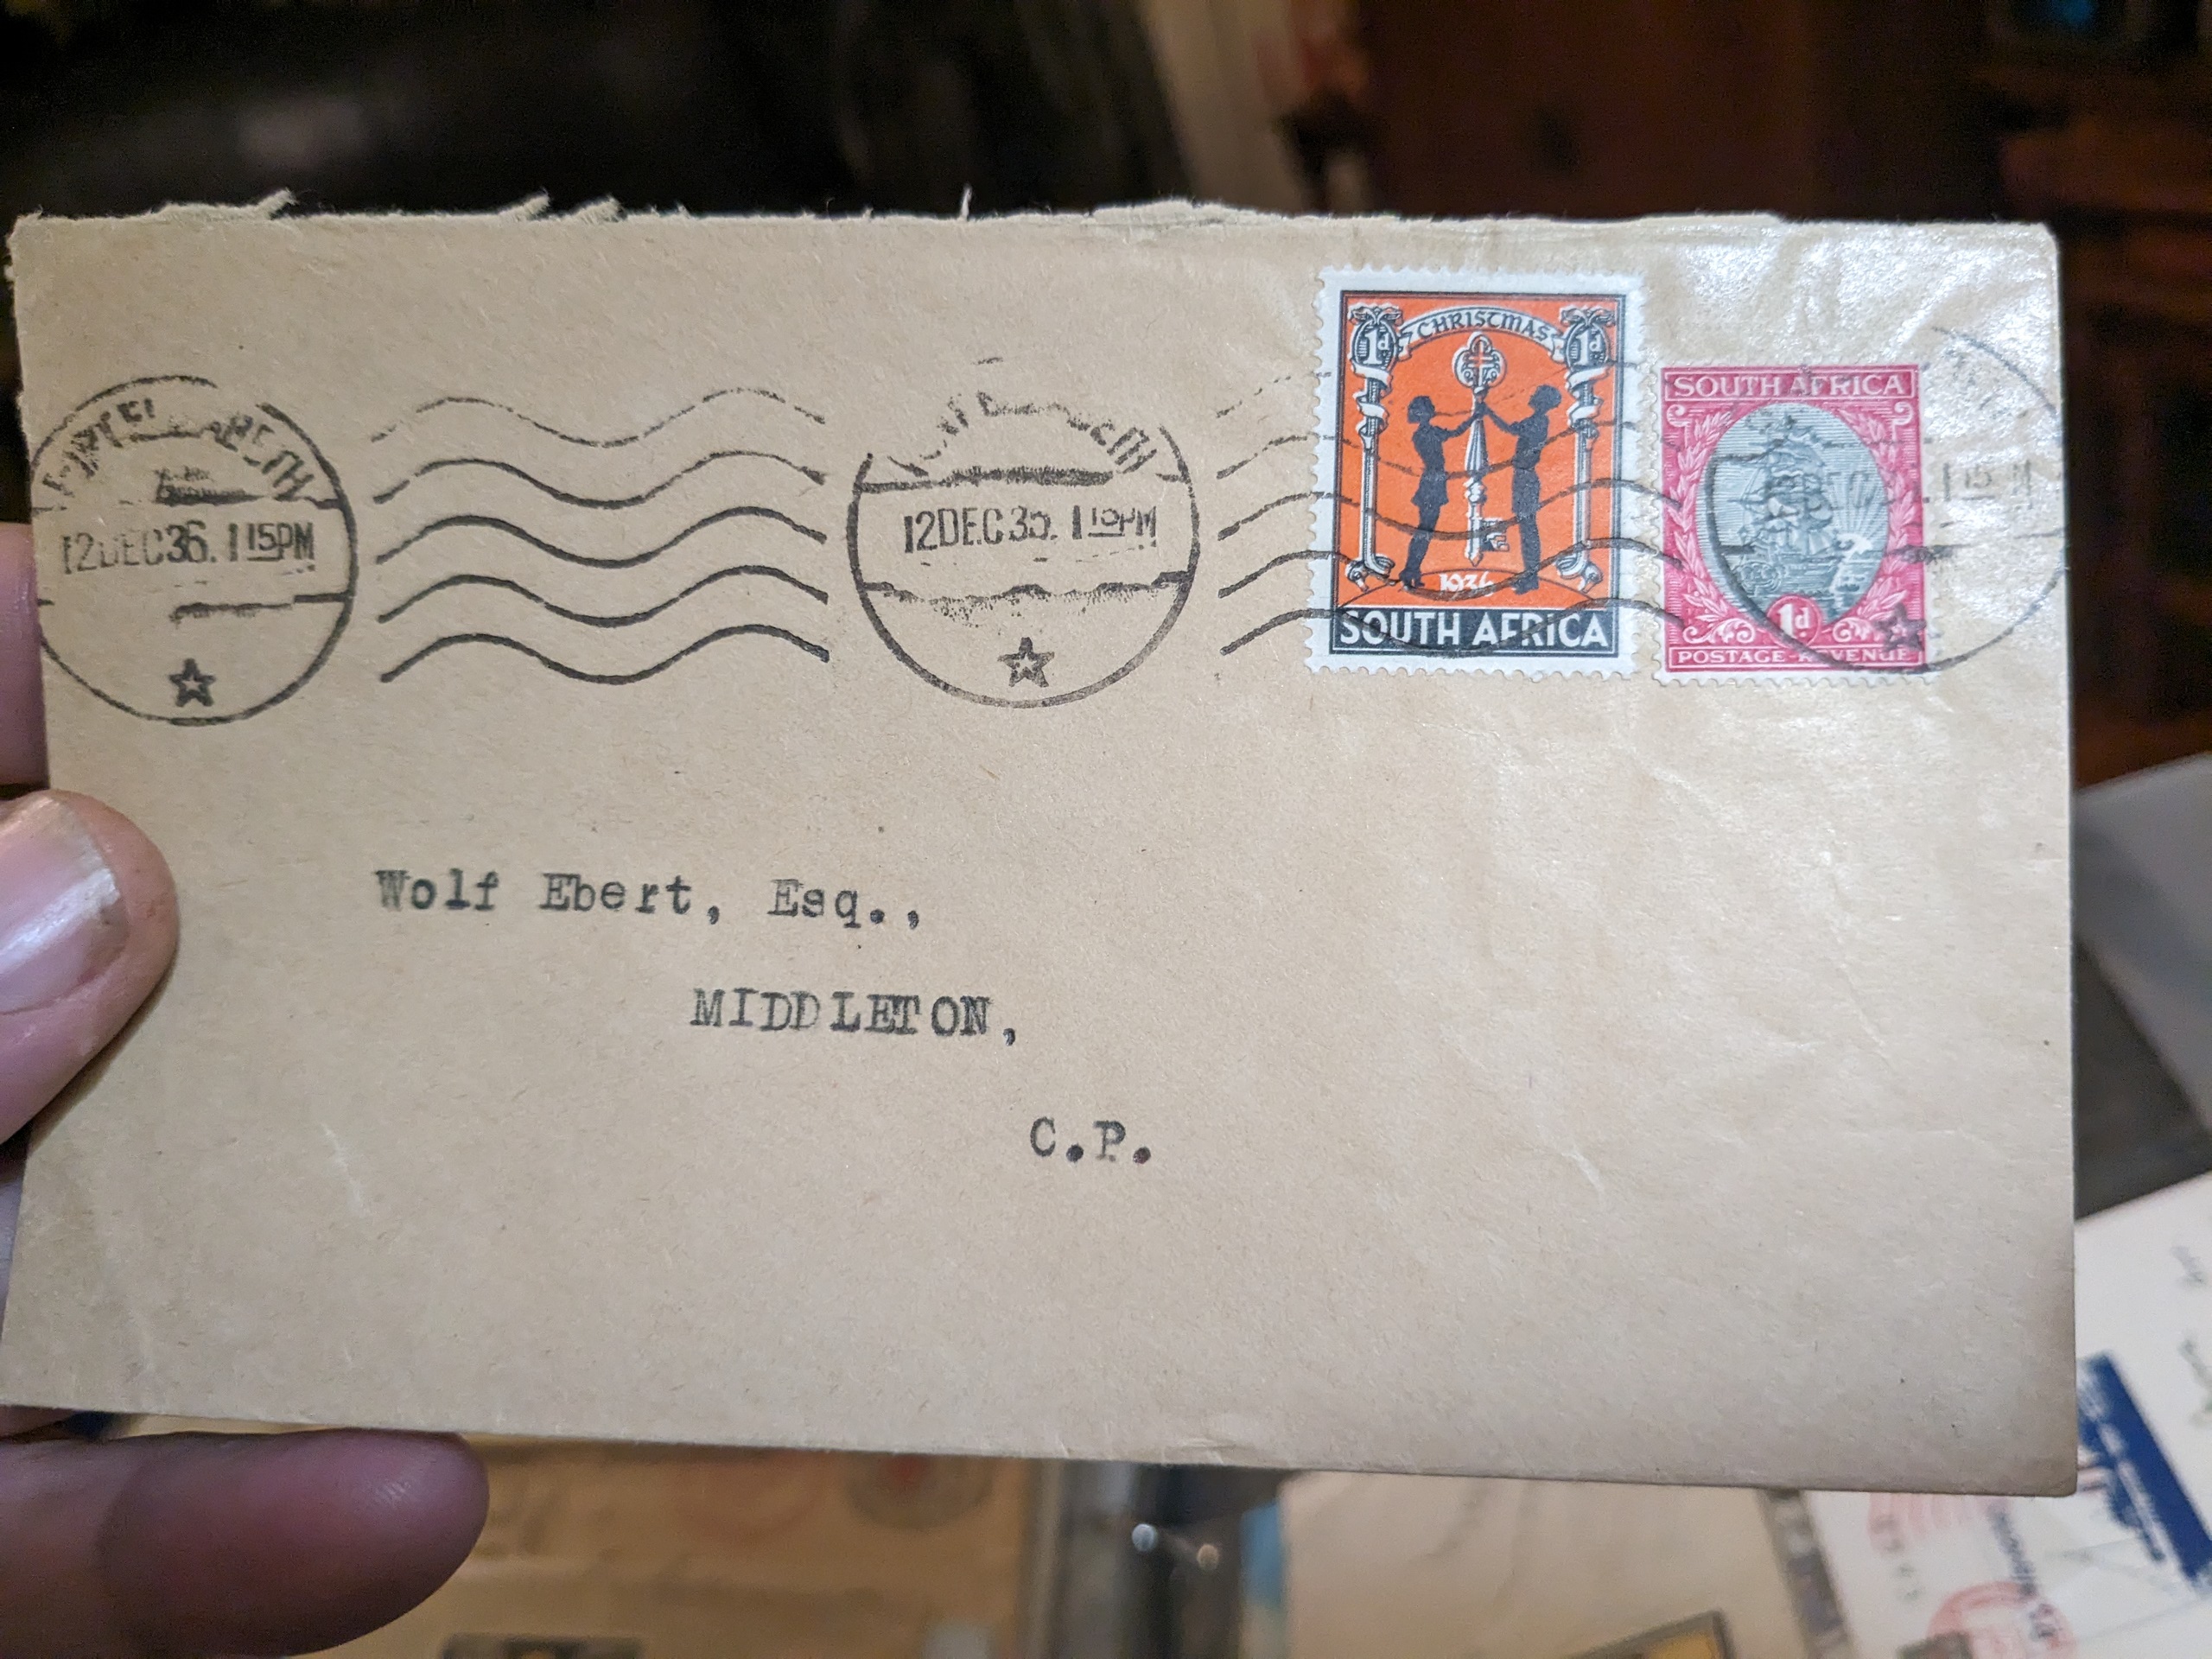 12DEC36. 1 15PM
12DEC36. 1 15PM
1d CHRISTMAS 1d
1936
SOUTH AFRICA
SOUTH AFRICA
1d
POSTAGE-REVENUE
Wolf Ebert, Esq.,
MIDDLETON,
C.P.